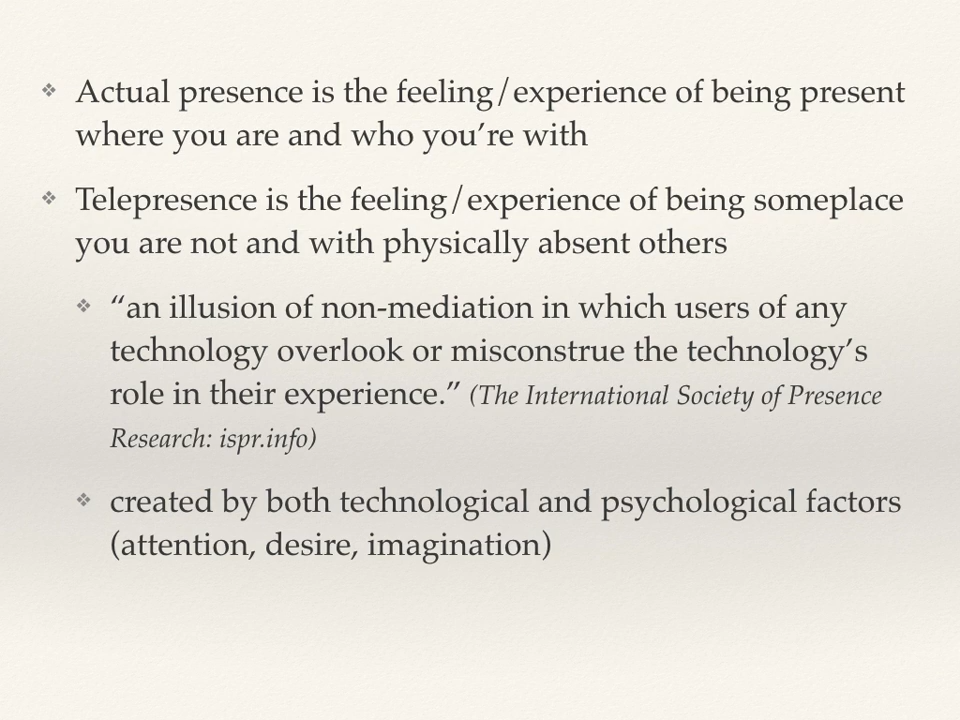 Actual presence is the feeling/experience of being present
where you are and who you’re with
Telepresence is the feeling/experience of being someplace
you are not and with physically absent others
“an illusion of non-mediation in which users of any
technology overlook or misconstrue the technology’s
role in their experience.” (The International Society of Presence
Research: ispr.info)
created by both technological and psychological factors
(attention, desire, imagination)